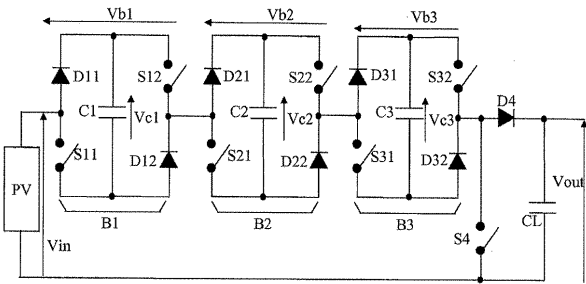 Vb1 Vb2 Vb3
D11 S12 D21 S22 D31 S32
C1 Vc1 C2 Vc2 C3 Vc3 D4
S11 D12 S21 D22 S31 D32
PV Vout
B1 B2 B3
Vin S4 CL